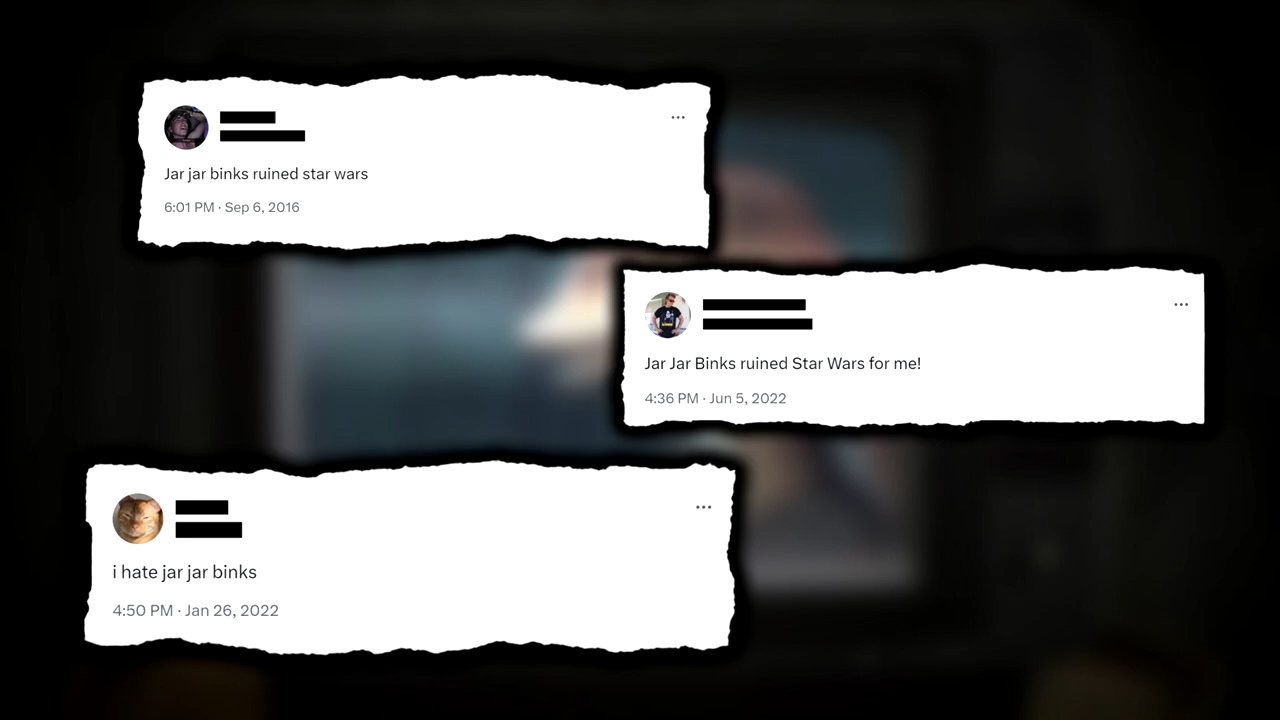 Jar jar binks ruined star wars
6:01 PM · Sep 6, 2016
Jar Jar Binks ruined Star Wars for me!
4:36 PM · Jun 5, 2022
i hate jar jar binks
4:50 PM · Jan 26, 2022